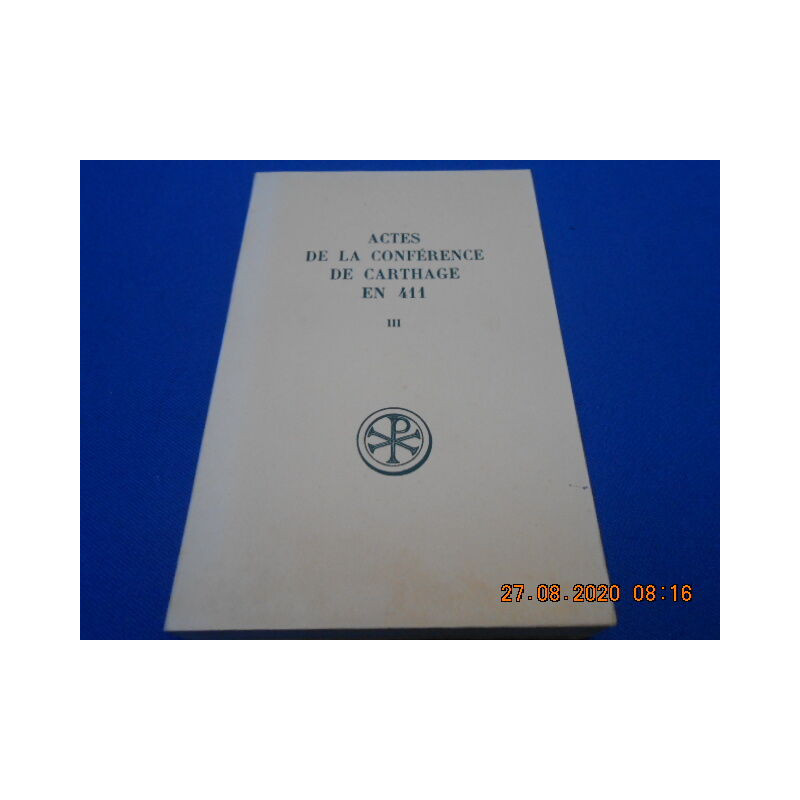 ACTES
DE LA CONFÉRENCE
DE CARTHAGE
EN 411
III
27.08.2020 08:16